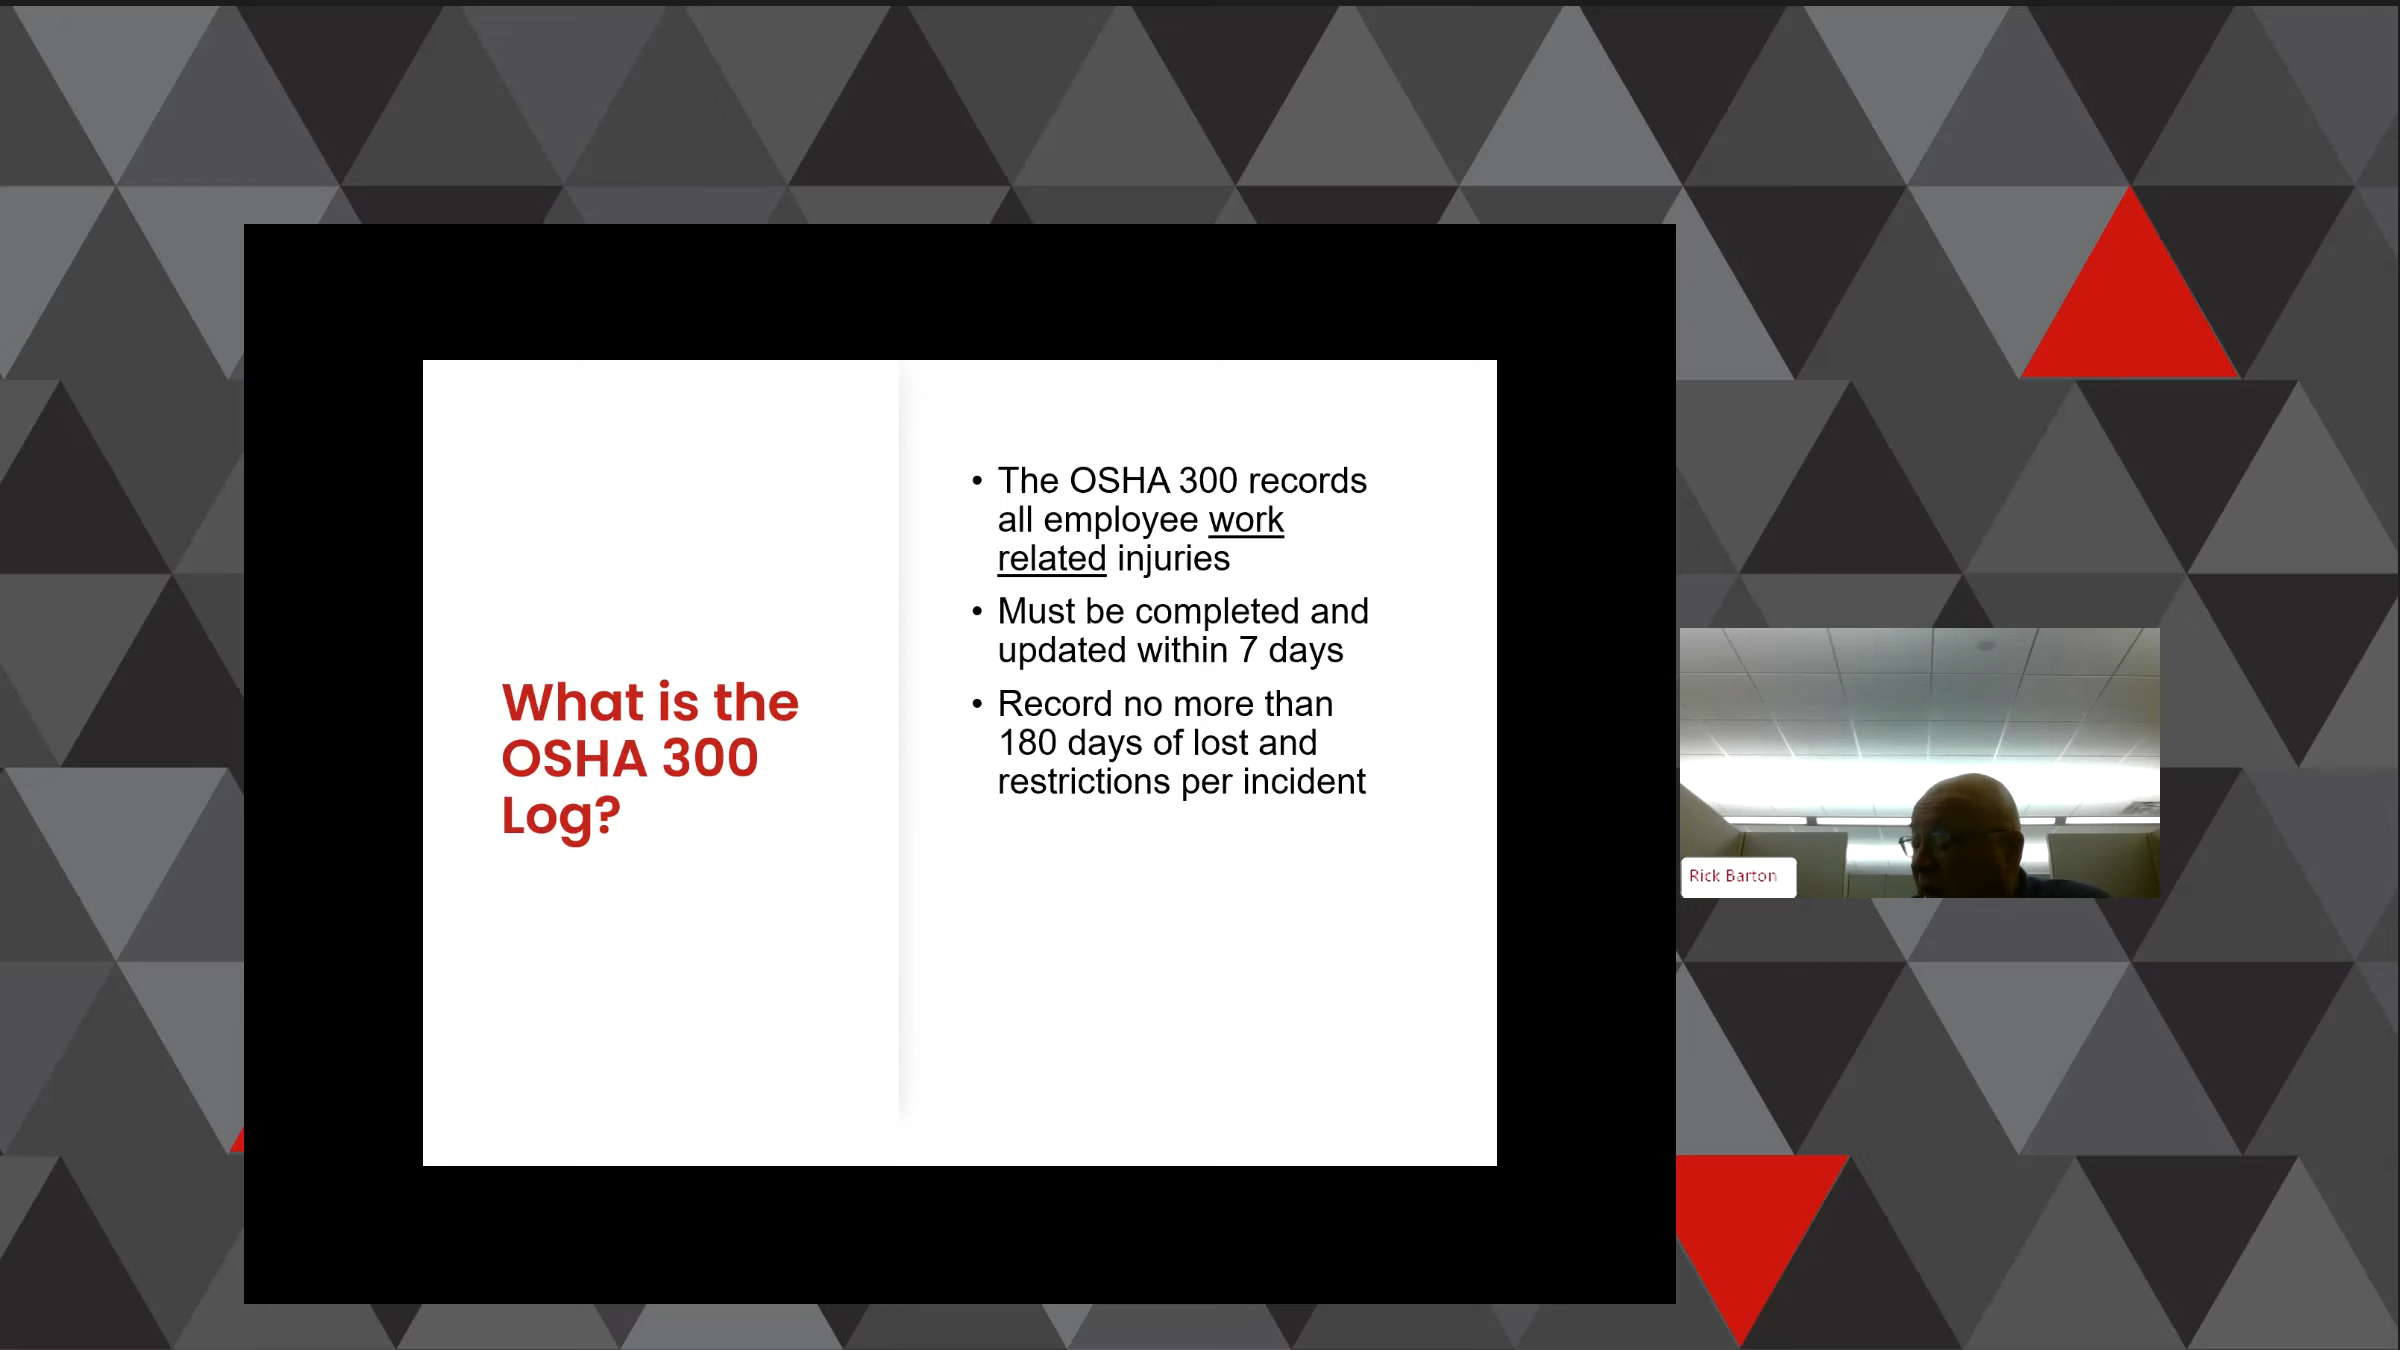 What is the
OSHA 300
Log?
• The OSHA 300 records
all employee work
related injuries
• Must be completed and
updated within 7 days
• Record no more than
180 days of lost and
restrictions per incident
Rick Barton